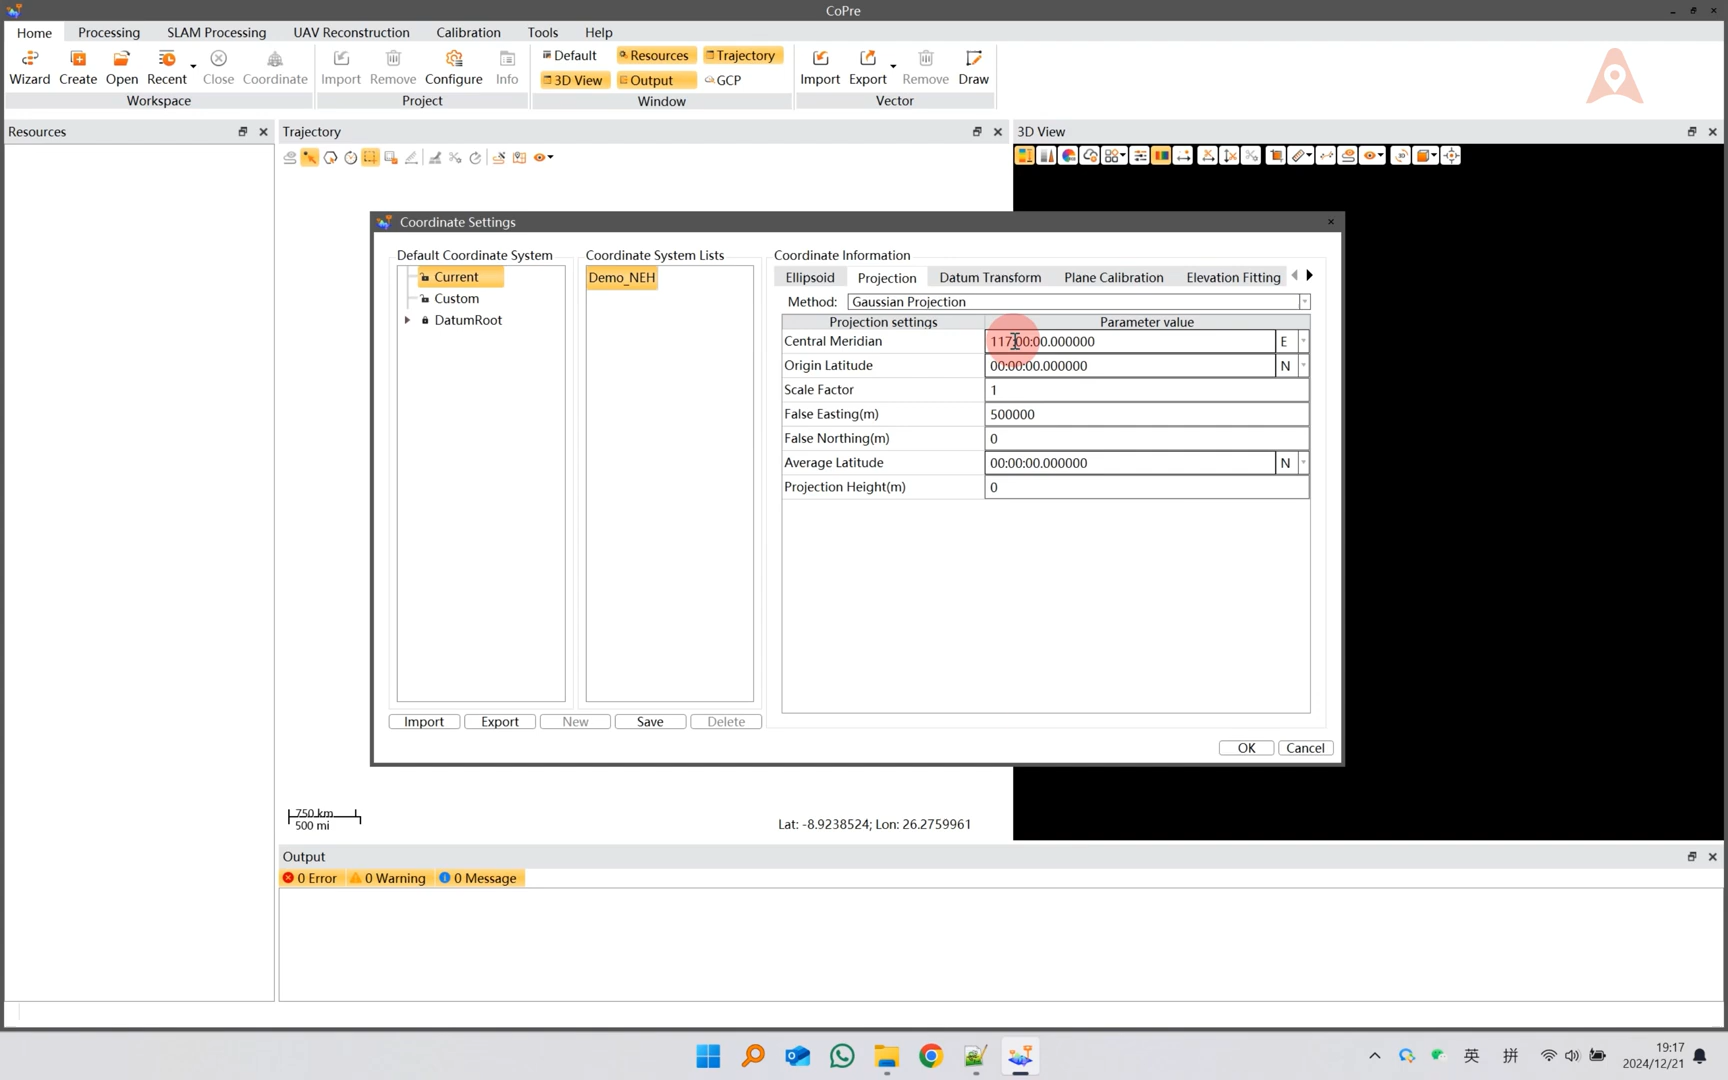 CoPre
Home Processing SLAM Processing UAV Reconstruction Calibration Tools Help
Wizard Create Open Recent Close Coordinate Import Remove Configure Info Default Resources Trajectory 3D View Output GCP Import Export Remove Draw
Workspace Project Window Vector
Resources Trajectory 3D View
Coordinate Settings
Default Coordinate System Coordinate System Lists Coordinate Information
Current Demo_NEH Ellipsoid Projection Datum Transform Plane Calibration Elevation Fitting
Custom Method: Gaussian Projection
DatumRoot Projection settings Parameter value
Central Meridian 117:00:00.000000 E
Origin Latitude 00:00:00.000000 N
Scale Factor 1
False Easting(m) 500000
False Northing(m) 0
Average Latitude 00:00:00.000000 N
Projection Height(m) 0
Import Export New Save Delete
OK Cancel
750 km
500 mi Lat: -8.9238524; Lon: 26.2759961
Output
0 Error 0 Warning 0 Message
英 拼 19:17
2024/12/21